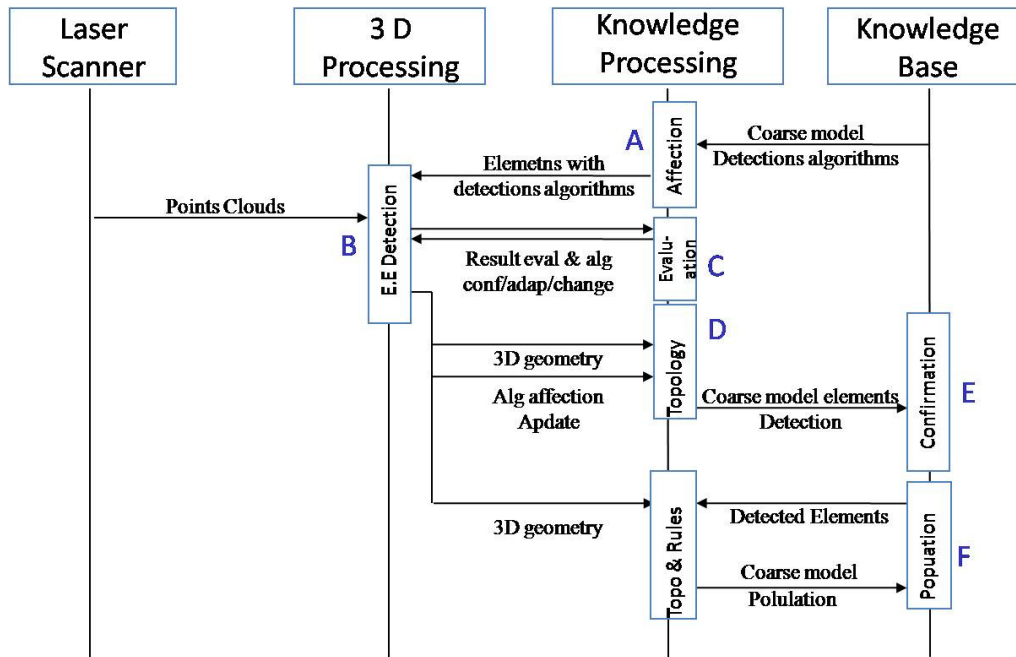 Laser
Scanner
3 D
Processing
Knowledge
Processing
Knowledge
Base
A
Affection
Coarse model
Detections algorithms
Elemetns with
detections algorithms
Points Clouds
B
E.E Detection
Result eval & alg
conf/adap/change
Evalu-
ation
C
D
Topology
3D geometry
Alg affection
Apdate
Coarse model elements
Detection
Confirmation
E
3D geometry
Topo & Rules
Detected Elements
Coarse model
Polulation
Popuation
F